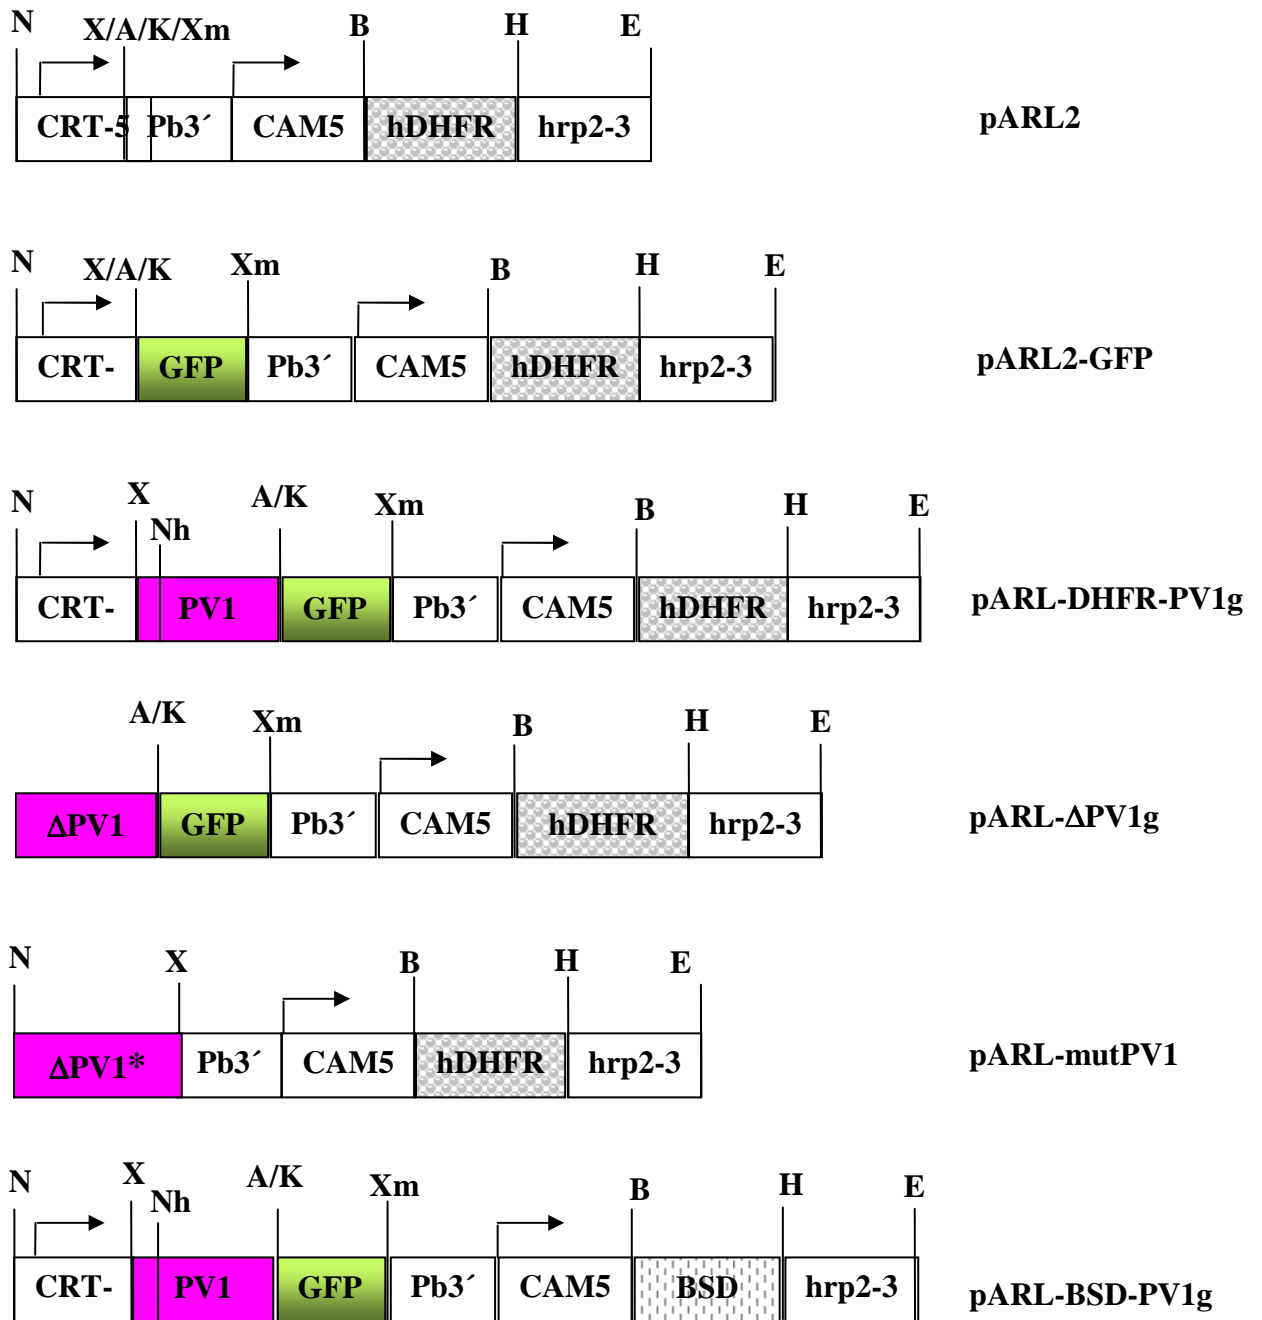 N X/A/K/Xm B H E
CRT-5 Pb3´ CAM5 hDHFR hrp2-3 pARL2
N X/A/K Xm B H E
CRT- GFP Pb3´ CAM5 hDHFR hrp2-3 pARL2-GFP
N X Nh A/K Xm B H E
CRT- PV1 GFP Pb3´ CAM5 hDHFR hrp2-3 pARL-DHFR-PV1g
A/K Xm B H E
ΔPV1 GFP Pb3´ CAM5 hDHFR hrp2-3 pARL-ΔPV1g
N X B H E
ΔPV1* Pb3´ CAM5 hDHFR hrp2-3 pARL-mutPV1
N X Nh A/K Xm B H E
CRT- PV1 GFP Pb3´ CAM5 BSD hrp2-3 pARL-BSD-PV1g